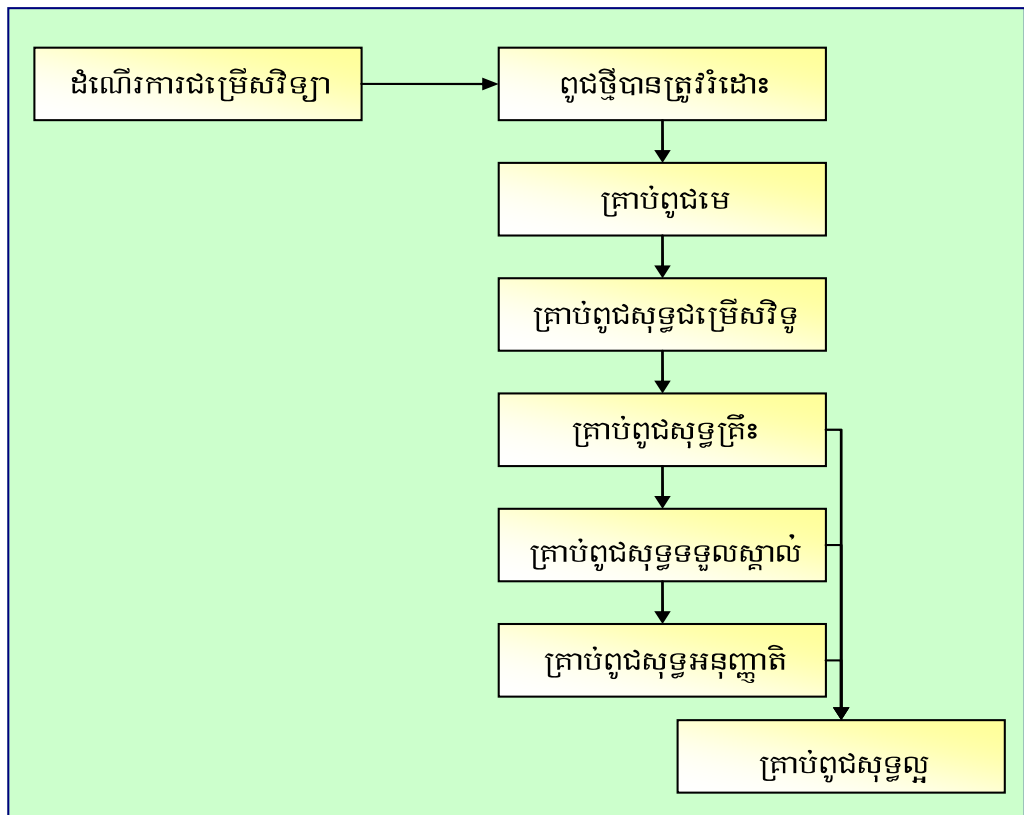 ដំណើរការជម្រើសវិទ្យា
ពូជថ្មីបានត្រូវរំដោះ
គ្រាប់ពូជមេ
គ្រាប់ពូជសុទ្ធជម្រើសវិទូ
គ្រាប់ពូជសុទ្ធគ្រឹះ
គ្រាប់ពូជសុទ្ធទទួលស្គាល់
គ្រាប់ពូជសុទ្ធអនុញ្ញាតិ
គ្រាប់ពូជសុទ្ធល្អ